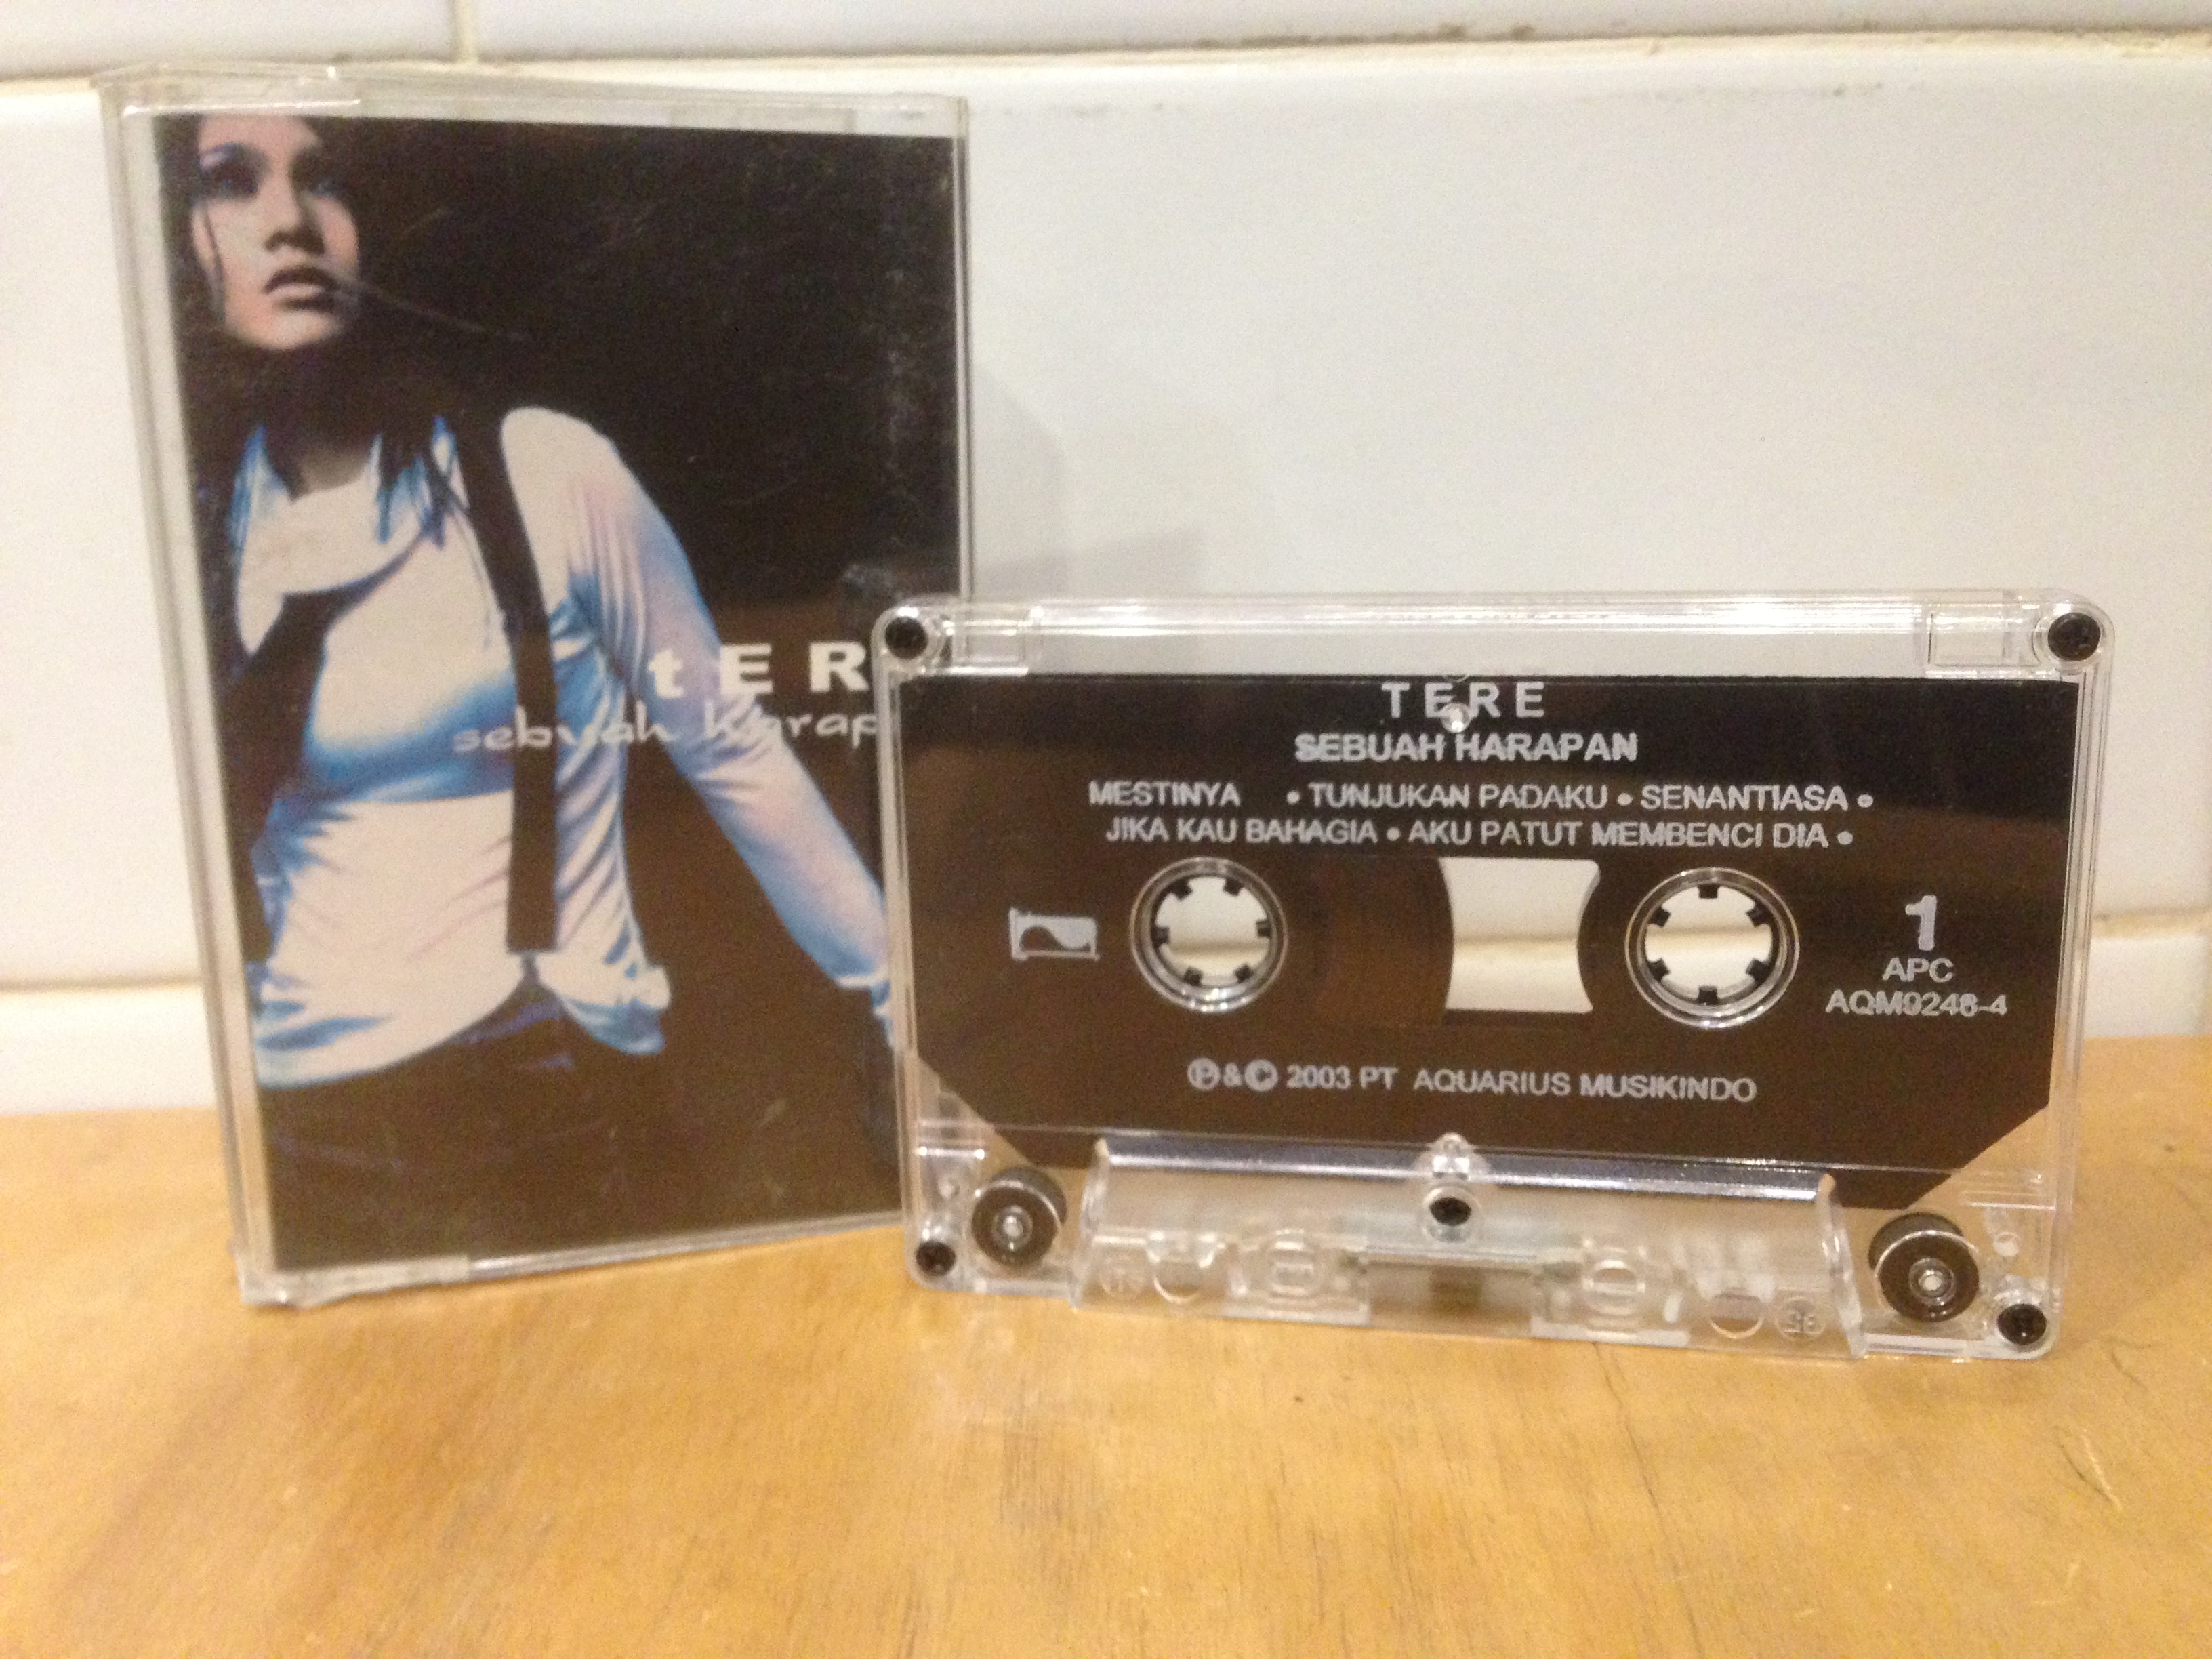 tER
sebuah harap
TERE
SEBUAH HARAPAN
MESTINYA • TUNJUKAN PADAKU • SENANTIASA •
JIKA KAU BAHAGIA • AKU PATUT MEMBENCI DIA •
1
APC
AQM9248-4
℗&© 2003 PT AQUARIUS MUSIKINDO